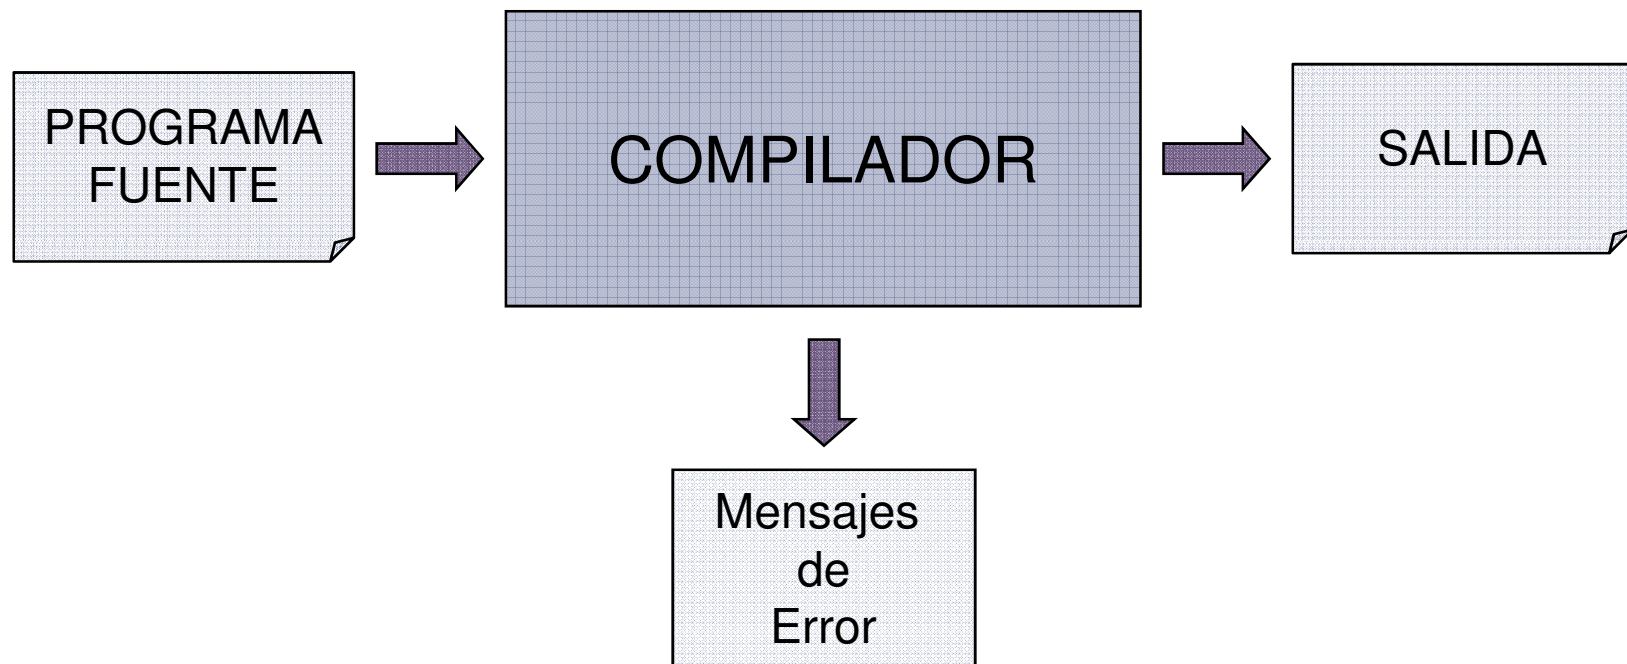 PROGRAMA
FUENTE
COMPILADOR
SALIDA
Mensajes
de
Error